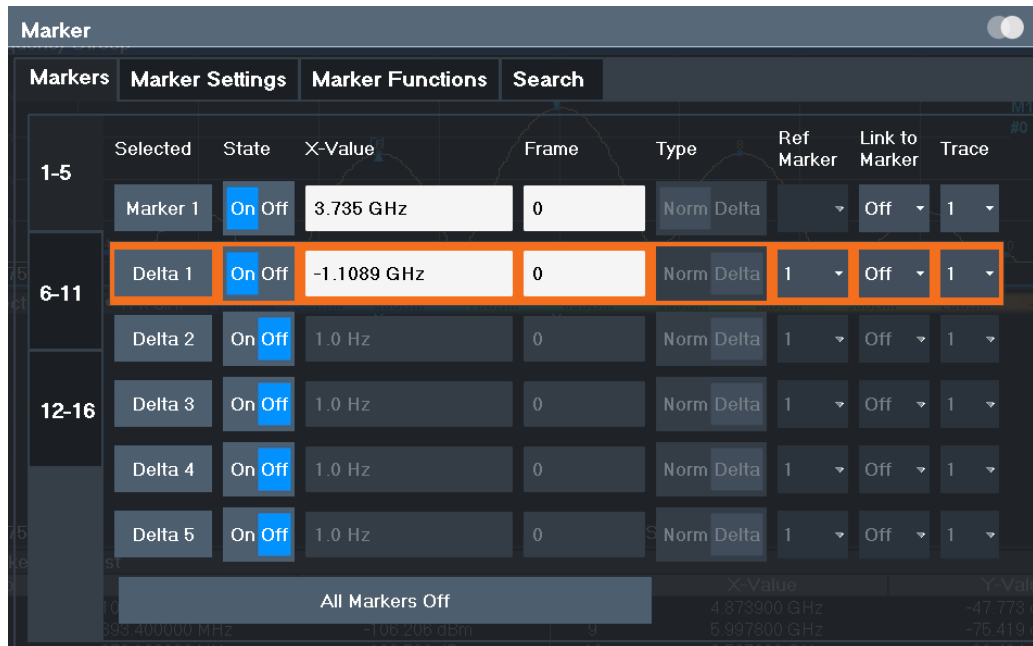 Marker
Markers Marker Settings Marker Functions Search
Selected State X-Value Frame Type Ref Marker Link to Marker Trace
1-5
Marker 1 On Off 3.735 GHz 0 Norm Delta Off 1
Delta 1 On Off -1.1089 GHz 0 Norm Delta 1 Off 1
6-11
Delta 2 On Off 1.0 Hz 0 Norm Delta 1 Off 1
12-16
Delta 3 On Off 1.0 Hz 0 Norm Delta 1 Off 1
Delta 4 On Off 1.0 Hz 0 Norm Delta 1 Off 1
Delta 5 On Off 1.0 Hz 0 Norm Delta 1 Off 1
All Markers Off
X-Value Y-Val
4.873900 GHz -47.773
893.400000 MHz -106.206 dBm 9 5.997800 GHz -75.419